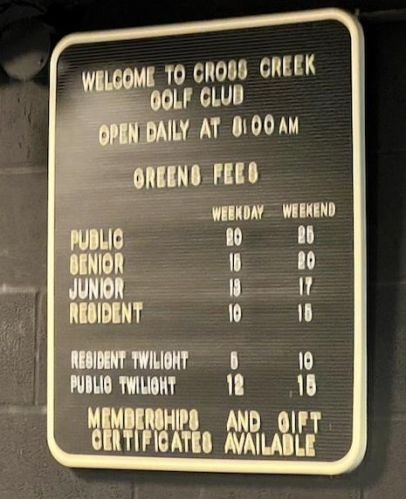 WELCOME TO CROSS CREEK
GOLF CLUB
OPEN DAILY AT 8:00 AM
GREENS FEES
WEEKDAY WEEKEND
PUBLIC 20 25
SENIOR 15 20
JUNIOR 15 17
RESIDENT 10 15
RESIDENT TWILIGHT 10
PUBLIC TWILIGHT 12 15
MEMBERSHIPS AND GIFT
CERTIFICATES AVAILABLE